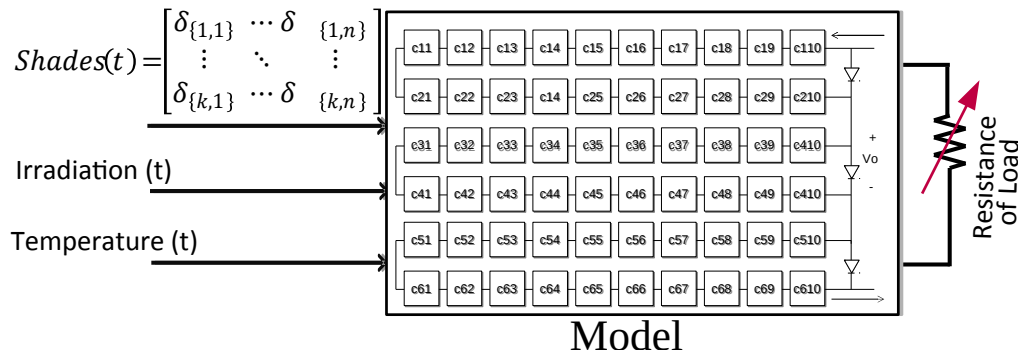 δ{1,1} ⋯ δ {1,n}
Shades(t) = ⋮ ⋱ ⋮
δ{k,1} ⋯ δ {k,n}
Irradiation (t)
Temperature (t)
c11 c12 c13 c14 c15 c16 c17 c18 c19 c110
c21 c22 c23 c14 c25 c26 c27 c28 c29 c210
c31 c32 c33 c34 c35 c36 c37 c38 c39 c410
+
Vo
-
c41 c42 c43 c44 c45 c46 c47 c48 c49 c410
c51 c52 c53 c54 c55 c56 c57 c58 c59 c510
c61 c62 c63 c64 c65 c66 c67 c68 c69 c610
Resistance
of Load
Model